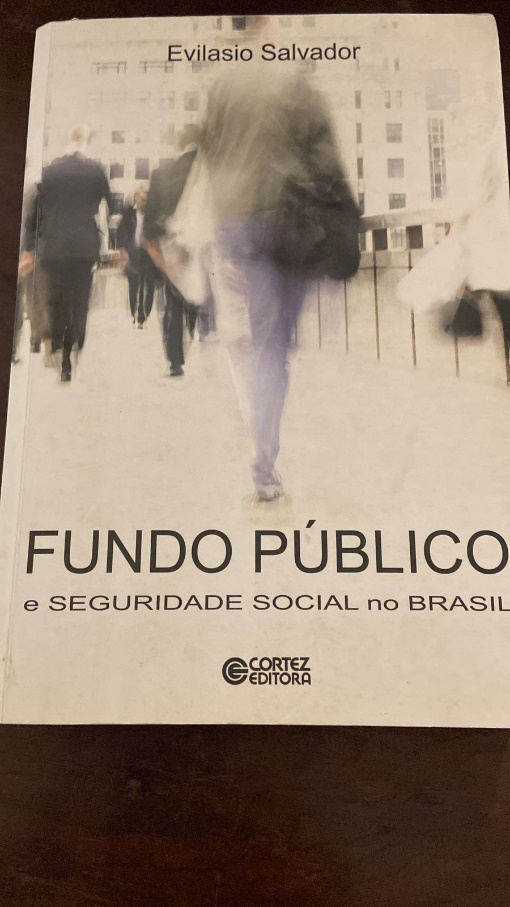 Evilasio Salvador
FUNDO PÚBLICO
e SEGURIDADE SOCIAL no BRASIL
CORTEZ
EDITORA